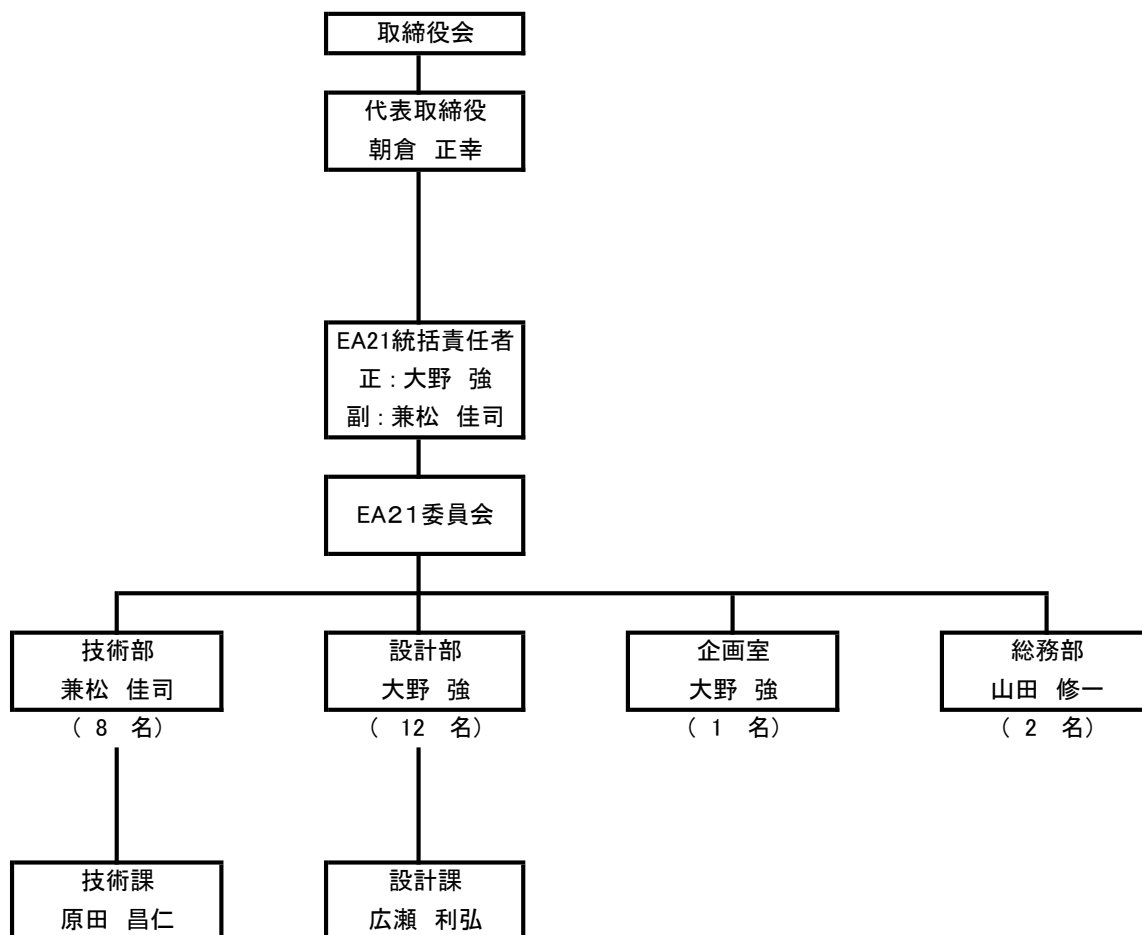 取締役会
代表取締役
朝倉 正幸
EA21統括責任者
正：大野 強
副：兼松 佳司
EA21委員会
技術部
兼松 佳司
（ 8 名）
設計部
大野 強
（ 12 名）
企画室
大野 強
（ 1 名）
総務部
山田 修一
（ 2 名）
技術課
原田 昌仁
設計課
広瀬 利弘